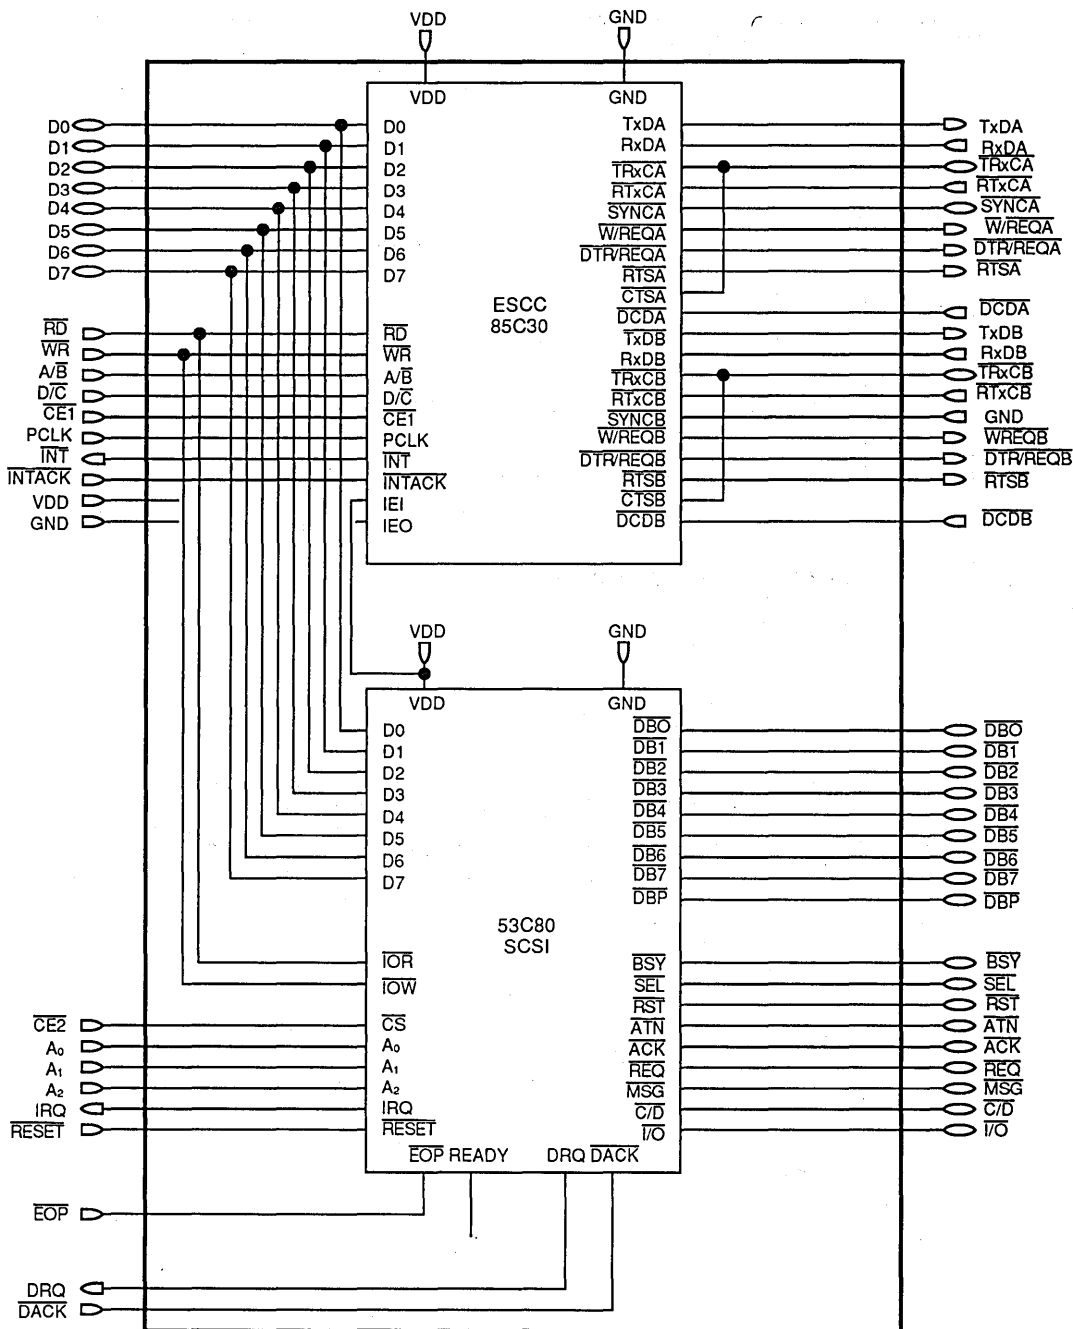 VDD GND
VDD GND
D0 D0 TxDA TxDA
D1 D1 RxDA RxDA
D2 D2 TRxCA TRxCA
D3 D3 RTxCA RTxCA
D4 D4 SYNCA SYNCA
D5 D5 W/REQA W/REQA
D6 D6 DTR/REQA DTR/REQA
D7 D7 RTSA RTSA
CTSA
ESCC
85C30
DCDA DCDA
RD RD TxDB TxDB
WR WR RxDB RxDB
A/B A/B TRxCB TRxCB
D/C D/C RTxCB RTxCB
CE1 CE1 SYNCB GND
PCLK PCLK W/REQB WREQB
INT INT DTR/REQB DTR/REQB
INTACK INTACK RTSB RTSB
VDD IEI CTSB
GND IEO DCDB DCDB
VDD GND
VDD GND
D0 DBO DBO
D1 DB1 DB1
D2 DB2 DB2
D3 DB3 DB3
D4 DB4 DB4
D5 DB5 DB5
D6 DB6 DB6
D7 DB7 DB7
DBP DBP
53C80
SCSI
IOR BSY BSY
IOW SEL SEL
RST RST
CE2 CS ATN ATN
A0 A0 ACK ACK
A1 A1 REQ REQ
A2 A2 MSG MSG
IRQ IRQ C/D C/D
RESET RESET I/O I/O
EOP READY DRQ DACK
EOP
DRQ
DACK